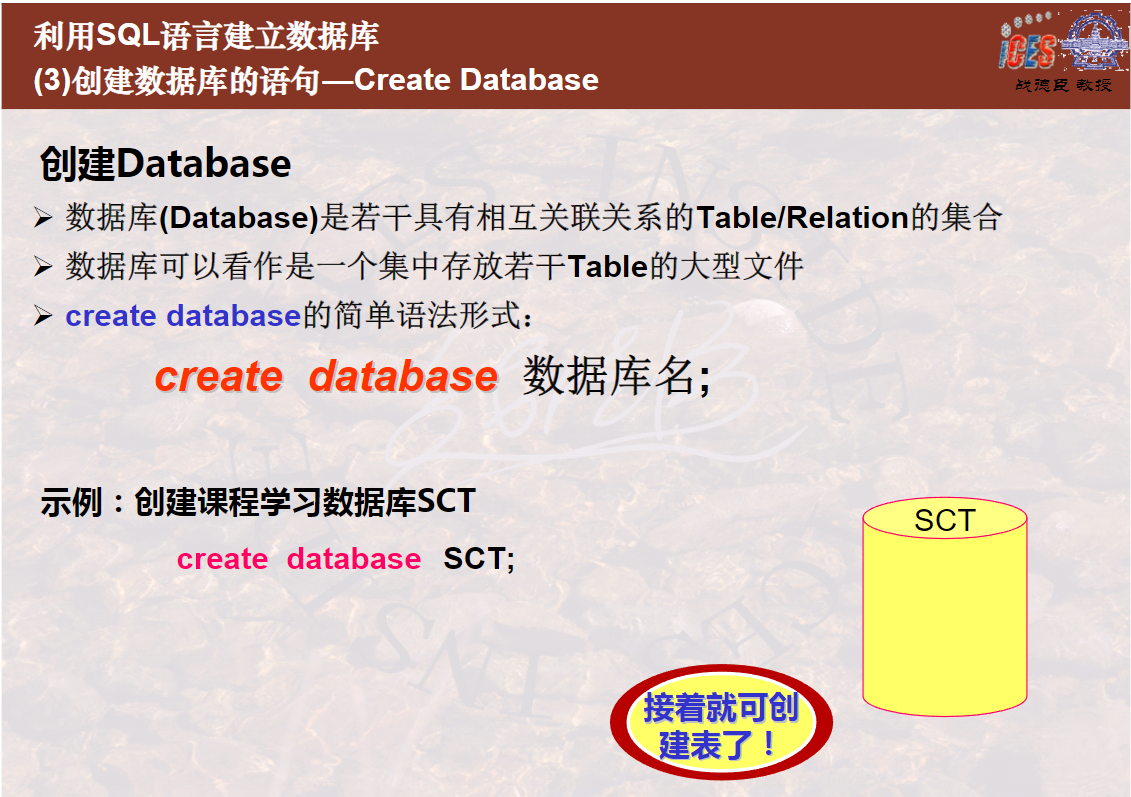 利用SQL语言建立数据库
(3)创建数据库的语句—Create Database
iCES
战德臣 教授
创建Database
数据库(Database)是若干具有相互关联关系的Table/Relation的集合
数据库可以看作是一个集中存放若干Table的大型文件
create database的简单语法形式：
create database 数据库名;
示例：创建课程学习数据库SCT
create database SCT;
SCT
接着就可创
建表了！